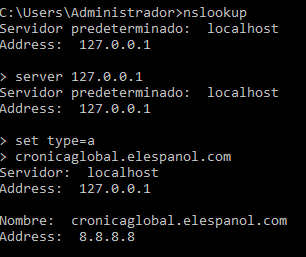 C:\Users\Administrador>nslookup
Servidor predeterminado:  localhost
Address:  127.0.0.1

> server 127.0.0.1
Servidor predeterminado:  localhost
Address:  127.0.0.1

> set type=a
> cronicaglobal.elespanol.com
Servidor:  localhost
Address:  127.0.0.1

Nombre:  cronicaglobal.elespanol.com
Address:  8.8.8.8